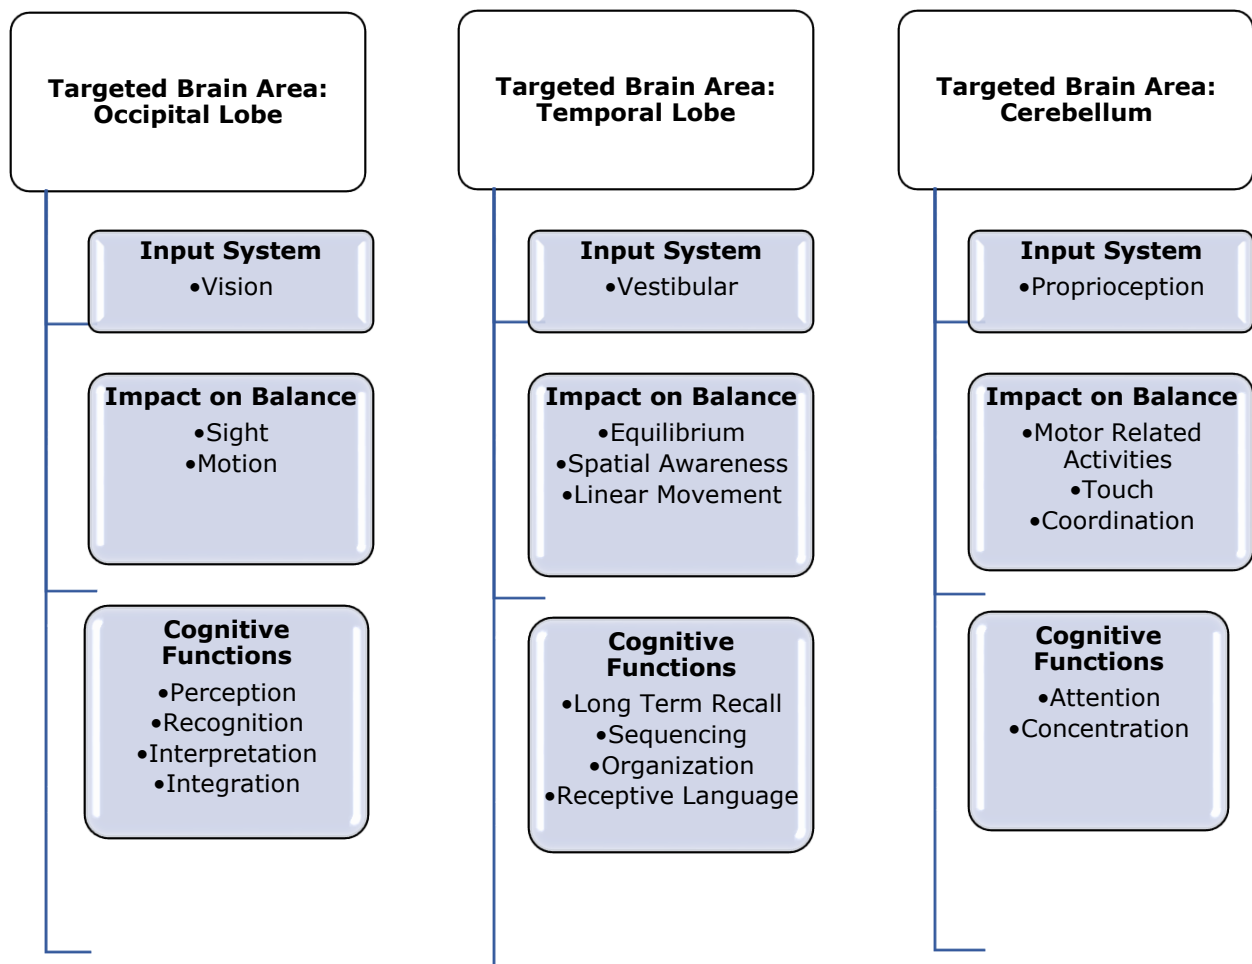 Targeted Brain Area:
Occipital Lobe
Input System
•Vision
Impact on Balance
•Sight
•Motion
Cognitive
Functions
•Perception
•Recognition
•Interpretation
•Integration
Targeted Brain Area:
Temporal Lobe
Input System
•Vestibular
Impact on Balance
•Equilibrium
•Spatial Awareness
•Linear Movement
Cognitive
Functions
•Long Term Recall
•Sequencing
•Organization
•Receptive Language
Targeted Brain Area:
Cerebellum
Input System
•Proprioception
Impact on Balance
•Motor Related
Activities
•Touch
•Coordination
Cognitive
Functions
•Attention
•Concentration